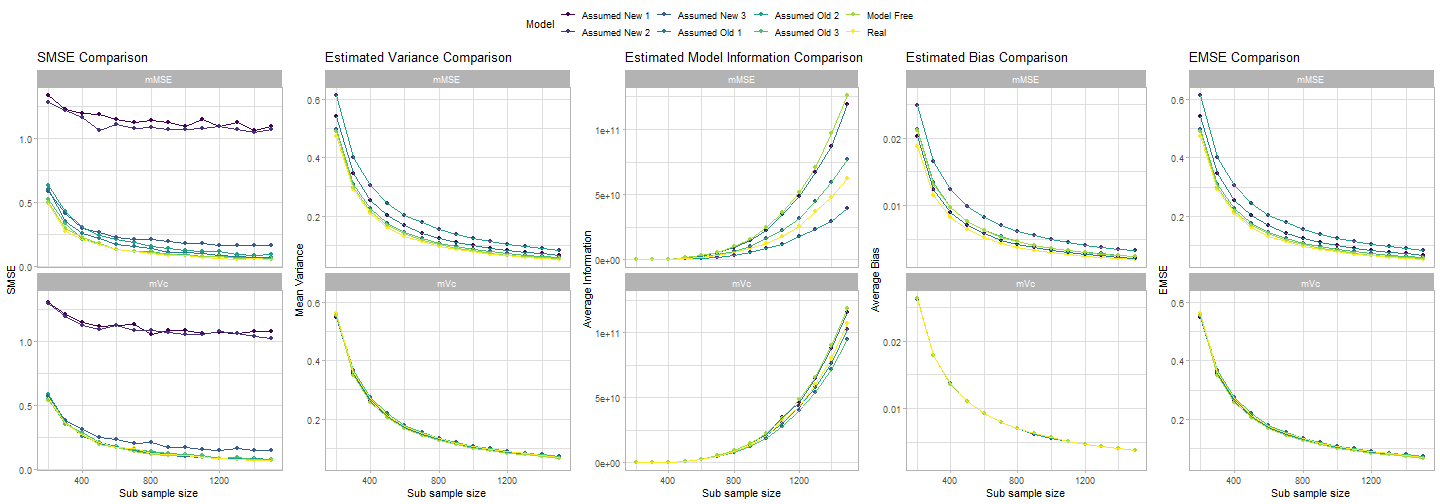 Model
Assumed New 1
Assumed New 3
Assumed Old 2
Model Free
Assumed New 2
Assumed Old 1
Assumed Old 3
Real
SMSE Comparison
Estimated Variance Comparison
Estimated Model Information Comparison
Estimated Bias Comparison
EMSE Comparison
mMSE
mMSE
mMSE
mMSE
mMSE
1.0
0.5
0.0
0.6
0.4
0.2
1e+11
5e+10
0e+00
0.02
0.01
0.6
0.4
0.2
SMSE
Mean Variance
Average Information
Average Bias
EMSE
mVc
mVc
mVc
mVc
mVc
1.0
0.5
0.0
0.6
0.4
0.2
1e+11
5e+10
0e+00
0.02
0.01
0.6
0.4
0.2
400 800 1200
400 800 1200
400 800 1200
400 800 1200
400 800 1200
Sub sample size
Sub sample size
Sub sample size
Sub sample size
Sub sample size